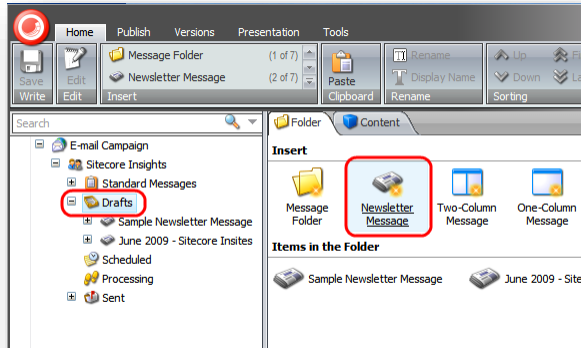 Home Publish Versions Presentation Tools
Save Edit Message Folder (1 of 7) Paste Rename Up
Newsletter Message (2 of 7) Display Name Down
Write Edit Insert Clipboard Rename Sorting
Search Folder Content
E-mail Campaign Insert
Sitecore Insights
Standard Messages
Drafts
Sample Newsletter Message
June 2009 - Sitecore Insites
Scheduled
Processing
Sent
Message Folder Newsletter Message Two-Column Message One-Column Message
Items in the Folder
Sample Newsletter Message June 2009 - Site